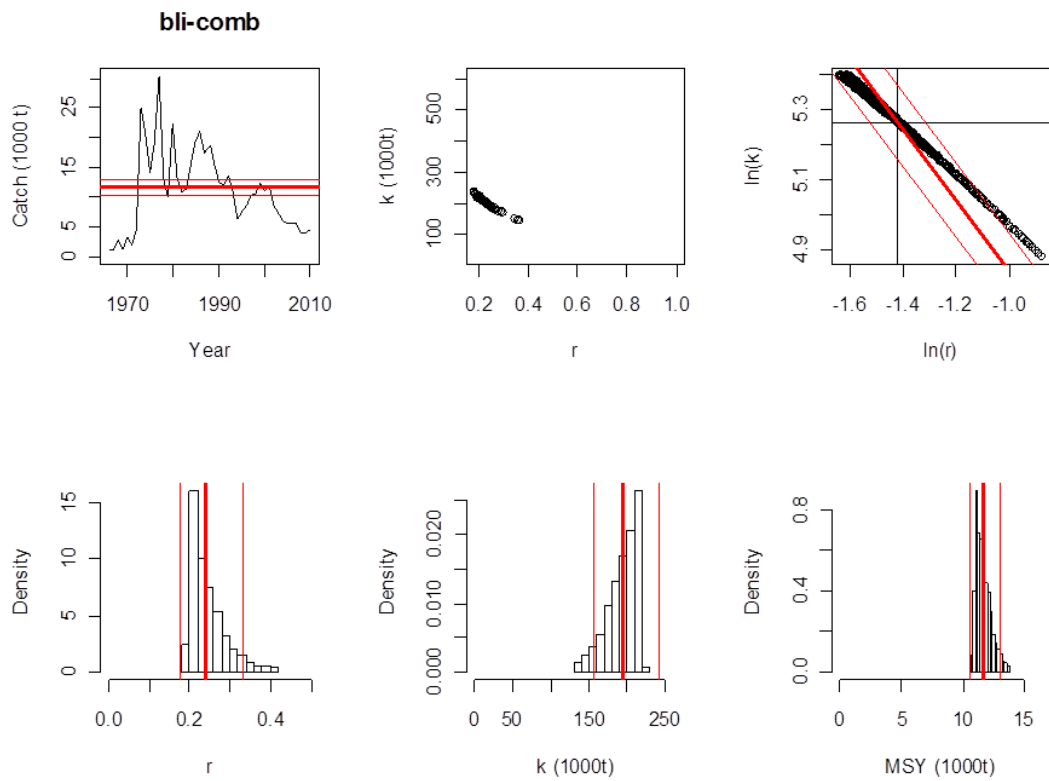 bli-comb
Catch (1000 t)
0 5 15 25
1970 1990 2010
Year
k (1000t)
100 300 500
0.2 0.4 0.6 0.8 1.0
r
ln(k)
4.9 5.1 5.3
-1.6 -1.4 -1.2 -1.0
ln(r)
Density
0 5 10 15
0.0 0.2 0.4
r
Density
0.000 0.010 0.020
0 50 150 250
k (1000t)
Density
0.0 0.4 0.8
0 5 10 15
MSY (1000t)